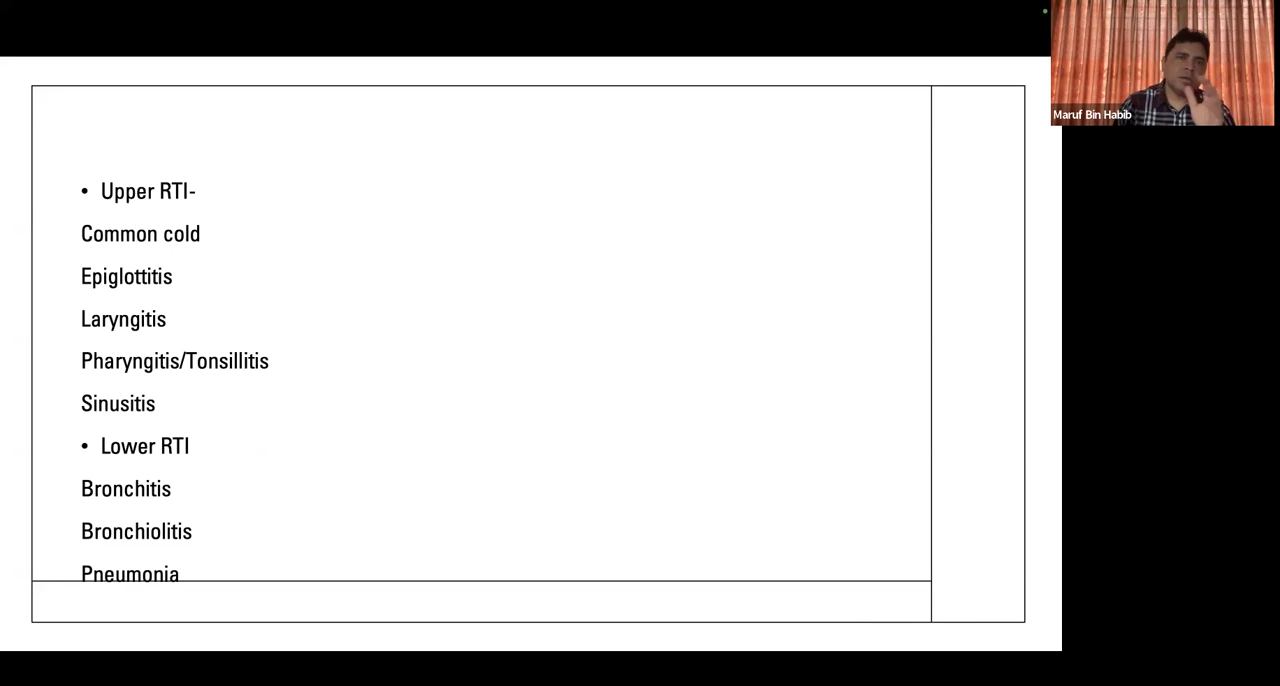 Maruf Bin Habib
• Upper RTI-
Common cold
Epiglottitis
Laryngitis
Pharyngitis/Tonsillitis
Sinusitis
• Lower RTI
Bronchitis
Bronchiolitis
Pneumonia